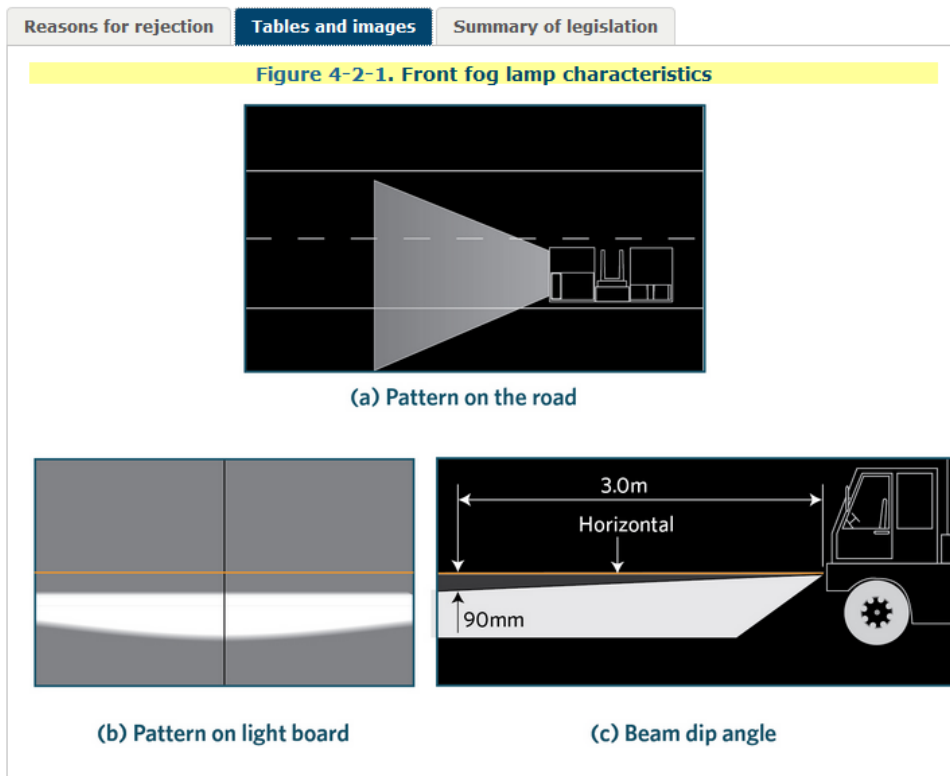 Reasons for rejection
Tables and images
Summary of legislation
Figure 4-2-1. Front fog lamp characteristics
(a) Pattern on the road
3.0m
Horizontal
90mm
(b) Pattern on light board
(c) Beam dip angle